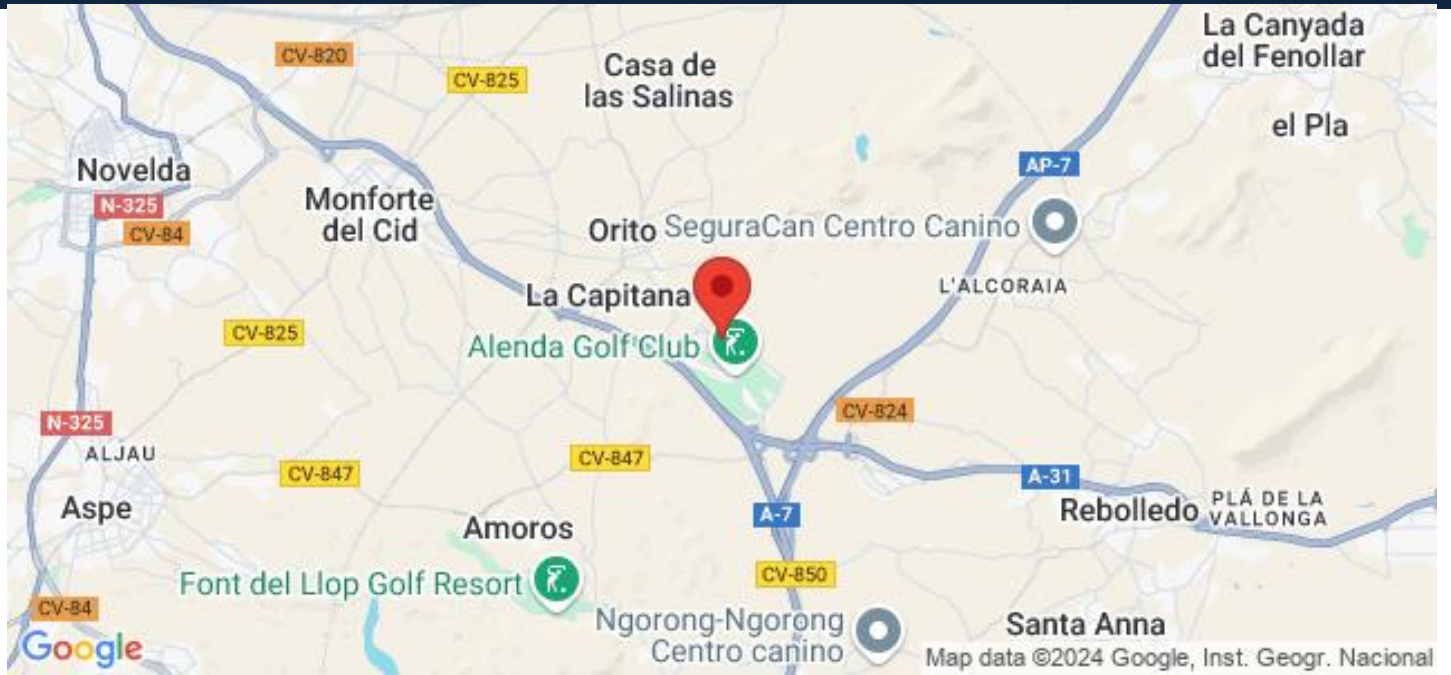 La Canyada
del Fenollar
CV-820
CV-825
Casa de
las Salinas
el Pla
Novelda
AP-7
N-325
Monforte
del Cid
CV-84
Orito
SeguraCan Centro Canino
La Capitana
L'ALCORAIA
CV-825
Alenda Golf Club
N-325
CV-824
ALJAU
CV-847
CV-847
A-31
Aspe
Rebolledo
PLÁ DE LA
VALLONGA
Amoros
A-7
Font del Llop Golf Resort
CV-850
CV-84
Ngorong-Ngorong
Centro canino
Santa Anna
Google
Map data ©2024 Google, Inst. Geogr. Nacional